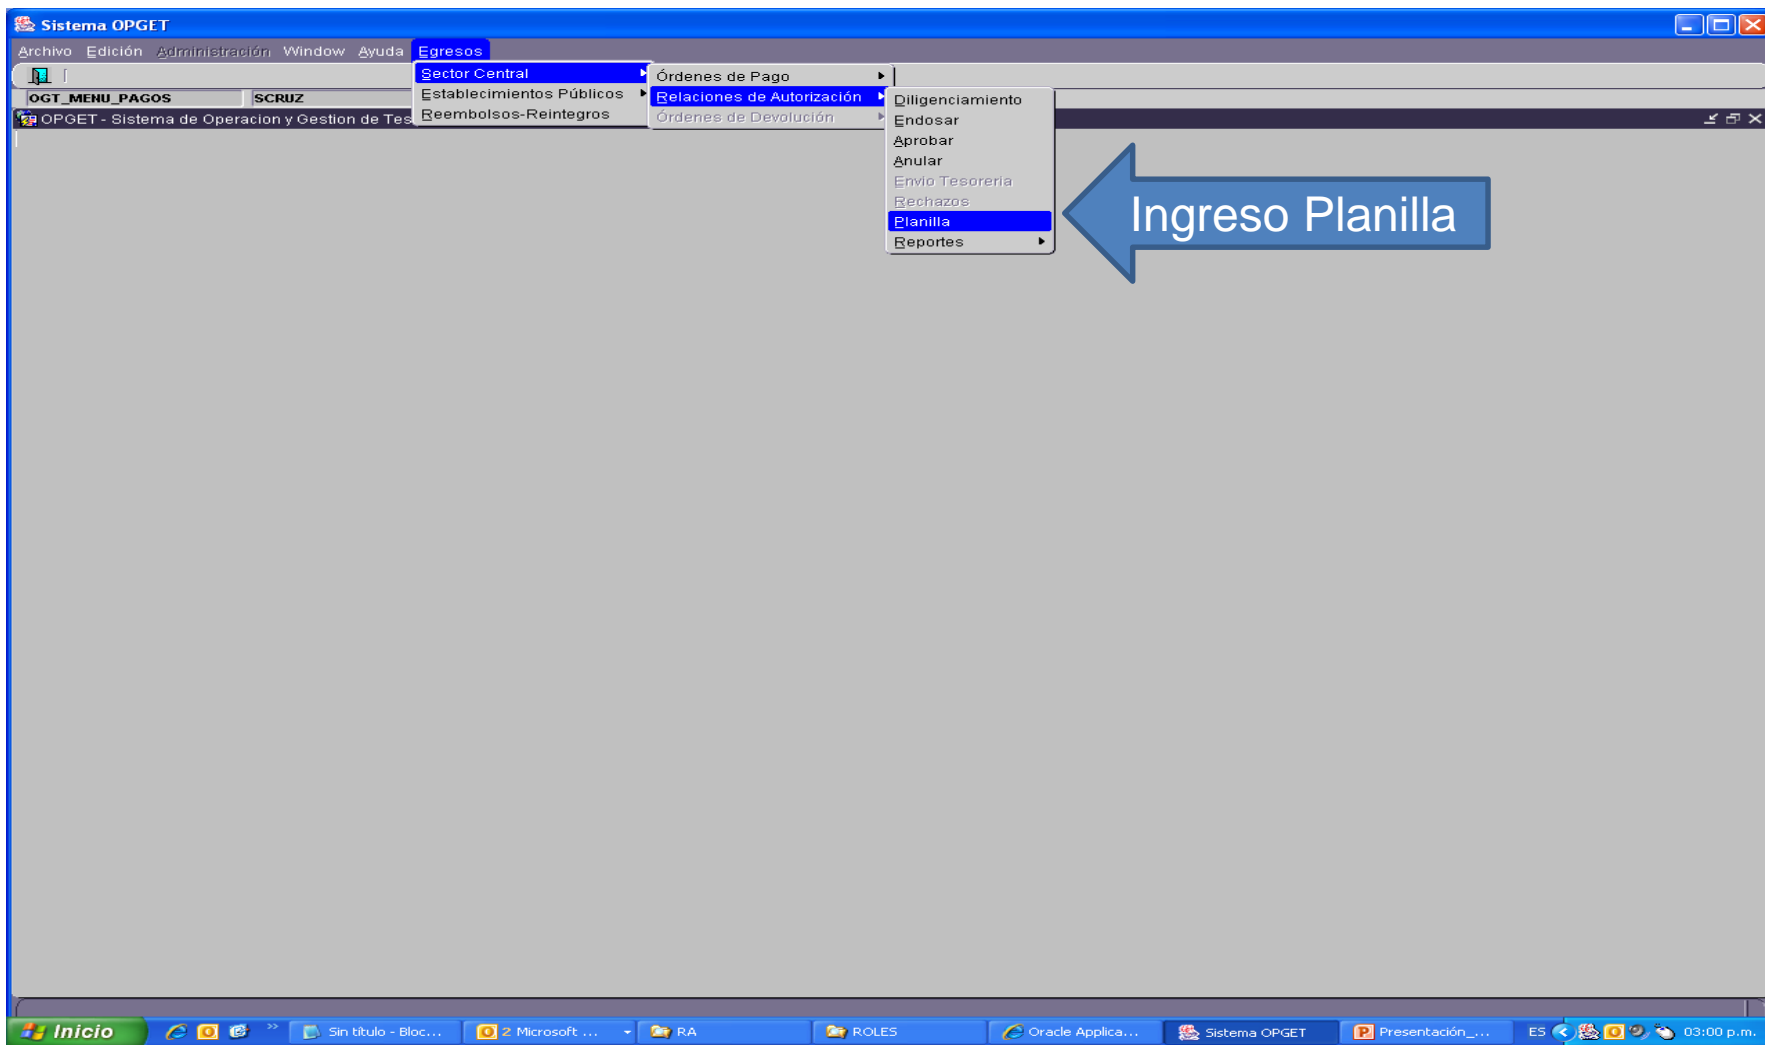 Sistema OPGET
Archivo Edición Administración Window Ayuda Egresos
OGT_MENU_PAGOS SCRUZ
OPGET - Sistema de Operacion y Gestion de Tes
Sector Central
Establecimientos Públicos
Reembolsos-Reintegros
Órdenes de Pago
Relaciones de Autorización
Órdenes de Devolución
Diligenciamiento
Endosar
Aprobar
Anular
Envio Tesoreria
Rechazos
Planilla
Reportes
Ingreso Planilla
Inicio » Sin título - Bloc... 2 Microsoft ... RA ROLES Oracle Applica... Sistema OPGET Presentación_... ES 03:00 p.m.